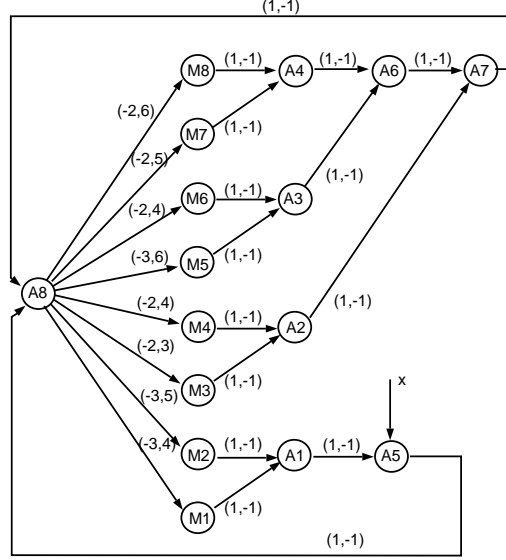 (1,-1)
M8 (1,-1) A4 (1,-1) A6 (1,-1) A7
(-2,6)
M7 (1,-1)
(-2,5)
(-2,4) M6 (1,-1) A3 (1,-1)
(-3,6) M5 (1,-1)
A8
(-2,4) M4 (1,-1) A2 (1,-1)
(-2,3)
M3 (1,-1)
(-3,5)
x
(-3,4) M2 (1,-1) A1 (1,-1) A5
M1 (1,-1)
(1,-1)